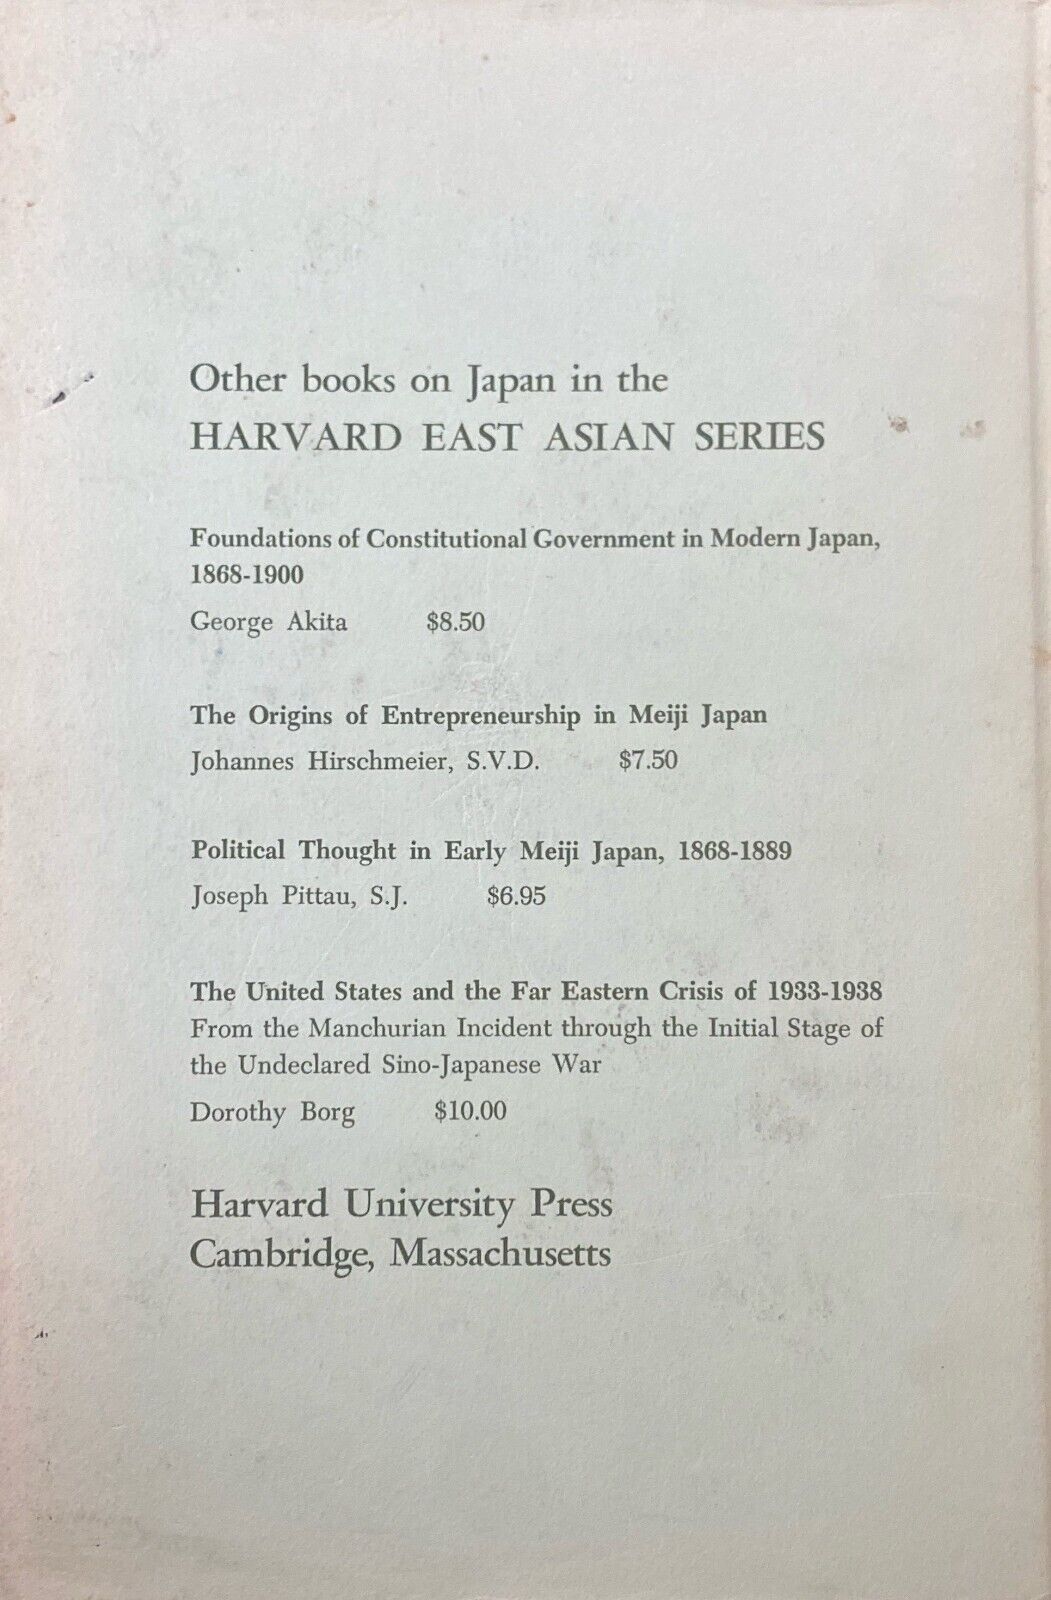 Other books on Japan in the
HARVARD EAST ASIAN SERIES
Foundations of Constitutional Government in Modern Japan,
1868-1900
George Akita $8.50
The Origins of Entrepreneurship in Meiji Japan
Johannes Hirschmeier, S.V.D. $7.50
Political Thought in Early Meiji Japan, 1868-1889
Joseph Pittau, S.J. $6.95
The United States and the Far Eastern Crisis of 1933-1938
From the Manchurian Incident through the Initial Stage of
the Undeclared Sino-Japanese War
Dorothy Borg $10.00
Harvard University Press
Cambridge, Massachusetts